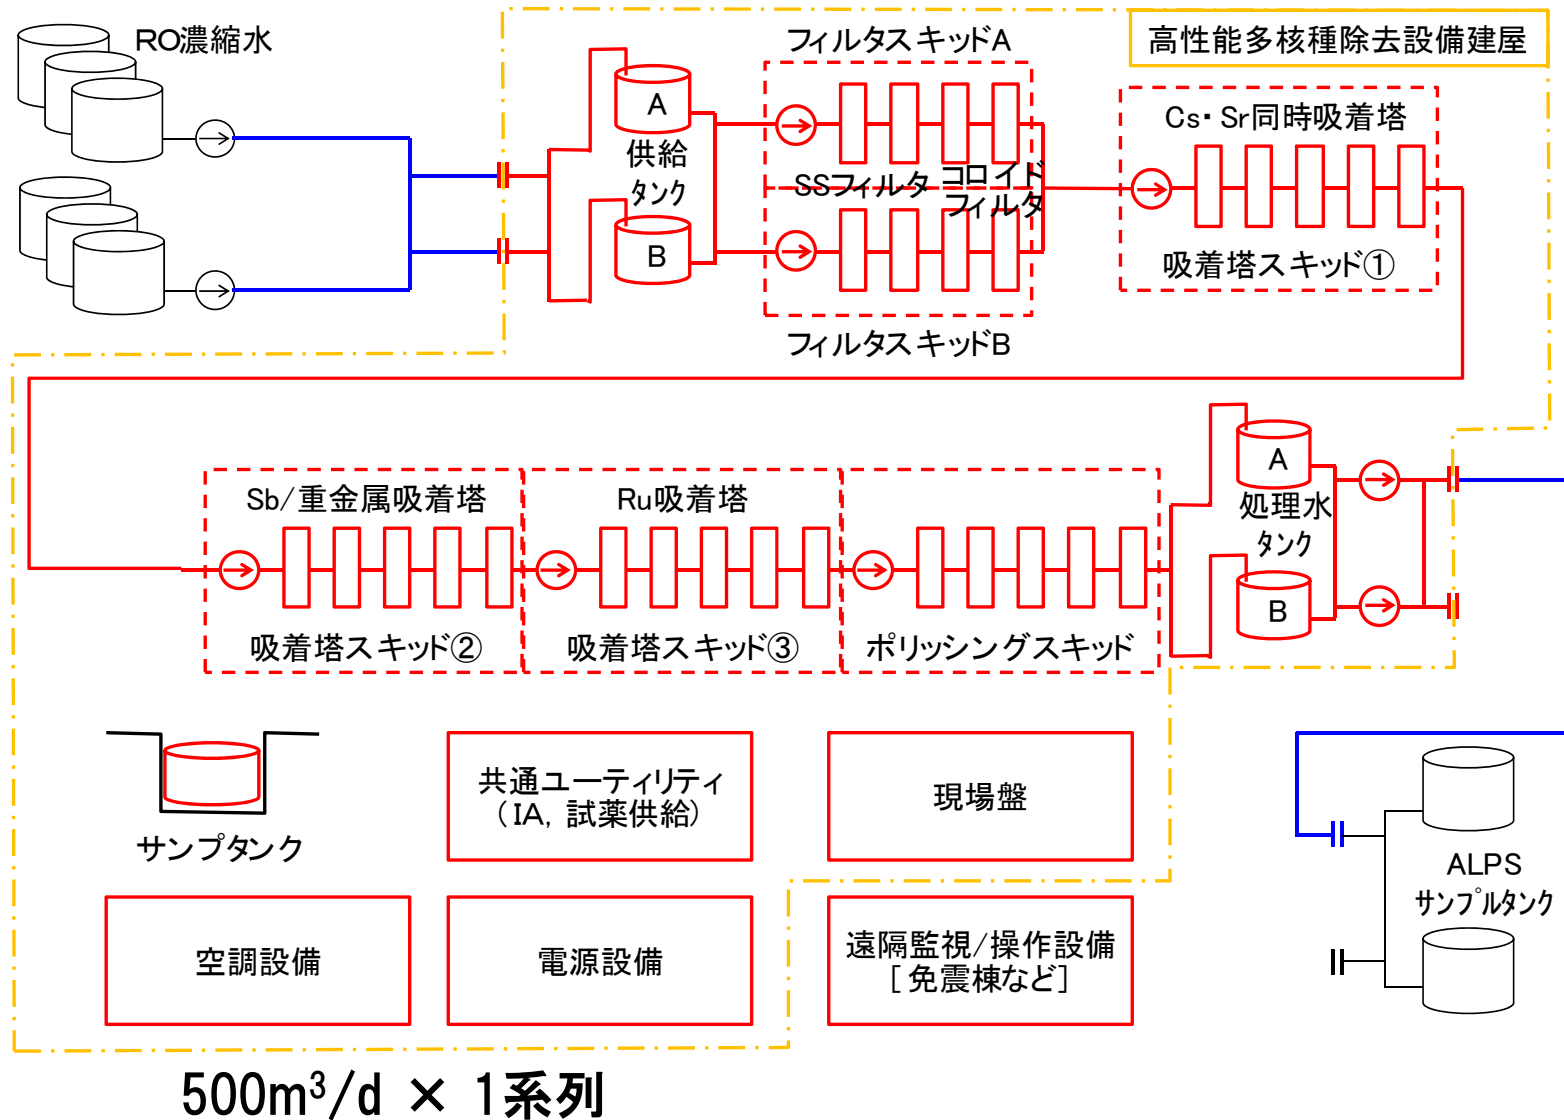 RO濃縮水
フィルタスキッドA
高性能多核種除去設備建屋
A
供給
タンク
B
SSフィルタ
コロイド
フィルタ
フィルタスキッドB
Cs・Sr同時吸着塔
吸着塔スキッド①
Sb/重金属吸着塔
吸着塔スキッド②
Ru吸着塔
吸着塔スキッド③
ポリッシングスキッド
A
処理水
タンク
B
サンプタンク
共通ユーティリティ
（IA, 試薬供給）
現場盤
空調設備
電源設備
遠隔監視/操作設備
[免震棟など]
ALPS
サンプルタンク
500m³/d × 1系列